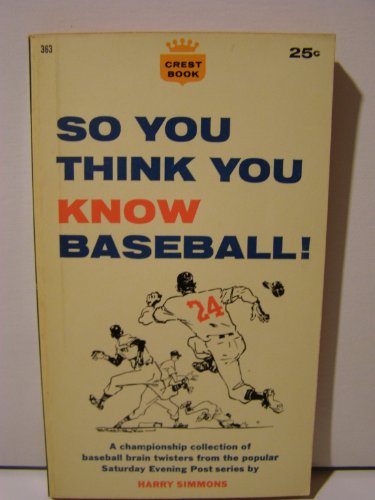 363
CREST
BOOK
25¢
SO YOU
THINK YOU
KNOW
BASEBALL!
24
A championship collection of
baseball brain twisters from the popular
Saturday Evening Post series by
HARRY SIMMONS